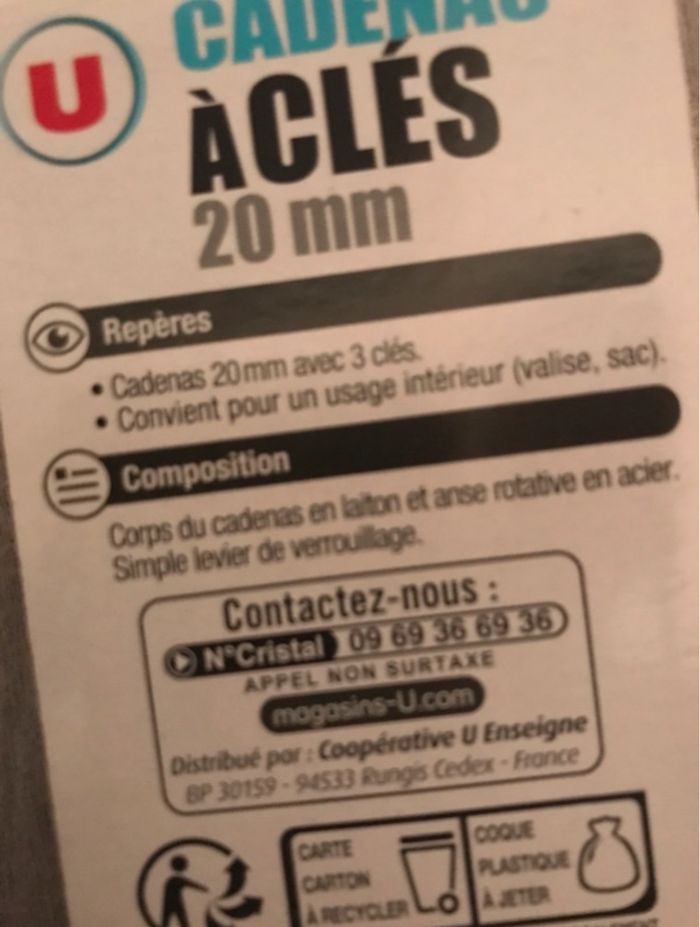 U
CADENAS
À CLÉS
20 mm
Repères
• Cadenas 20 mm avec 3 clés.
• Convient pour un usage intérieur (valise, sac).
Composition
Corps du cadenas en laiton et anse rotative en acier.
Simple levier de verrouillage.
Contactez-nous :
N°Cristal 09 69 36 69 36
APPEL NON SURTAXE
magasins-U.com
Distribué par : Coopérative U Enseigne
BP 30159 - 94533 Rungis Cedex - France
CARTE
CARTON
À RECYCLER
COQUE
PLASTIQUE
À JETER